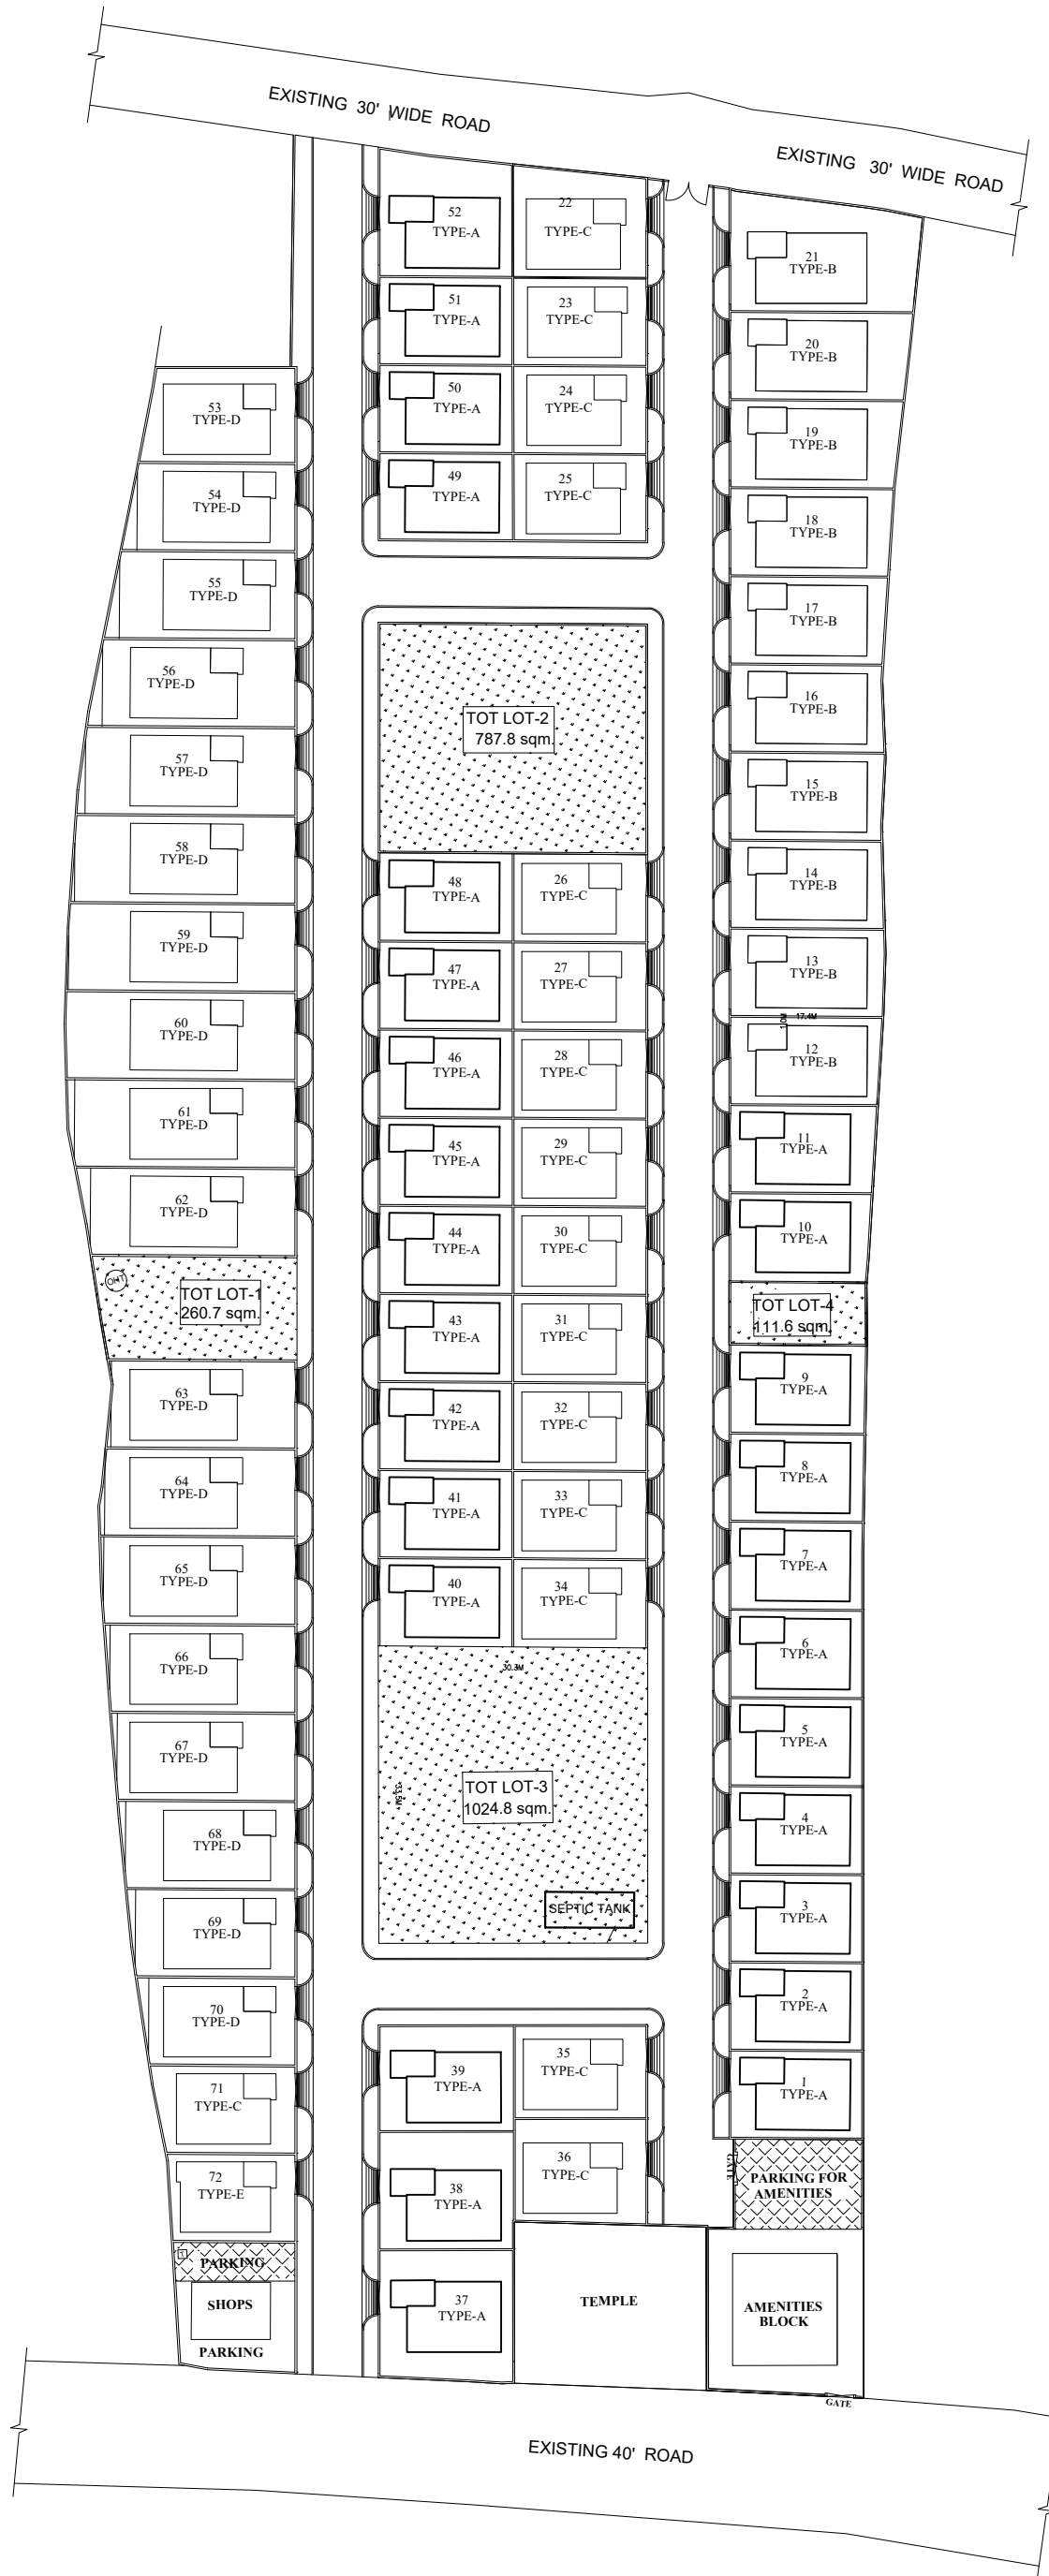 EXISTING 30' WIDE ROAD
EXISTING 30' WIDE ROAD
52
TYPE-A
22
TYPE-C
21
TYPE-B
51
TYPE-A
23
TYPE-C
20
TYPE-B
50
TYPE-A
24
TYPE-C
53
TYPE-D
19
TYPE-B
49
TYPE-A
25
TYPE-C
54
TYPE-D
18
TYPE-B
55
TYPE-D
17
TYPE-B
56
TYPE-D
16
TYPE-B
TOT LOT-2
787.8 sqm.
57
TYPE-D
15
TYPE-B
58
TYPE-D
48
TYPE-A
26
TYPE-C
14
TYPE-B
59
TYPE-D
47
TYPE-A
27
TYPE-C
13
TYPE-B
10M
17.4M
60
TYPE-D
46
TYPE-A
28
TYPE-C
12
TYPE-B
61
TYPE-D
45
TYPE-A
29
TYPE-C
11
TYPE-A
62
TYPE-D
44
TYPE-A
30
TYPE-C
10
TYPE-A
OHT
TOT LOT-1
260.7 sqm.
43
TYPE-A
31
TYPE-C
TOT LOT-4
111.6 sqm.
63
TYPE-D
42
TYPE-A
32
TYPE-C
9
TYPE-A
64
TYPE-D
41
TYPE-A
33
TYPE-C
8
TYPE-A
65
TYPE-D
40
TYPE-A
34
TYPE-C
7
TYPE-A
66
TYPE-D
30.3M
6
TYPE-A
67
TYPE-D
5
TYPE-A
TOT LOT-3
1024.8 sqm.
33.5M
68
TYPE-D
4
TYPE-A
69
TYPE-D
SEPTIC TANK
3
TYPE-A
70
TYPE-D
2
TYPE-A
71
TYPE-C
39
TYPE-A
35
TYPE-C
1
TYPE-A
72
TYPE-E
38
TYPE-A
36
TYPE-C
GATE
PARKING FOR
AMENITIES
PARKING
SHOPS
PARKING
37
TYPE-A
TEMPLE
AMENITIES
BLOCK
GATE
EXISTING 40' ROAD